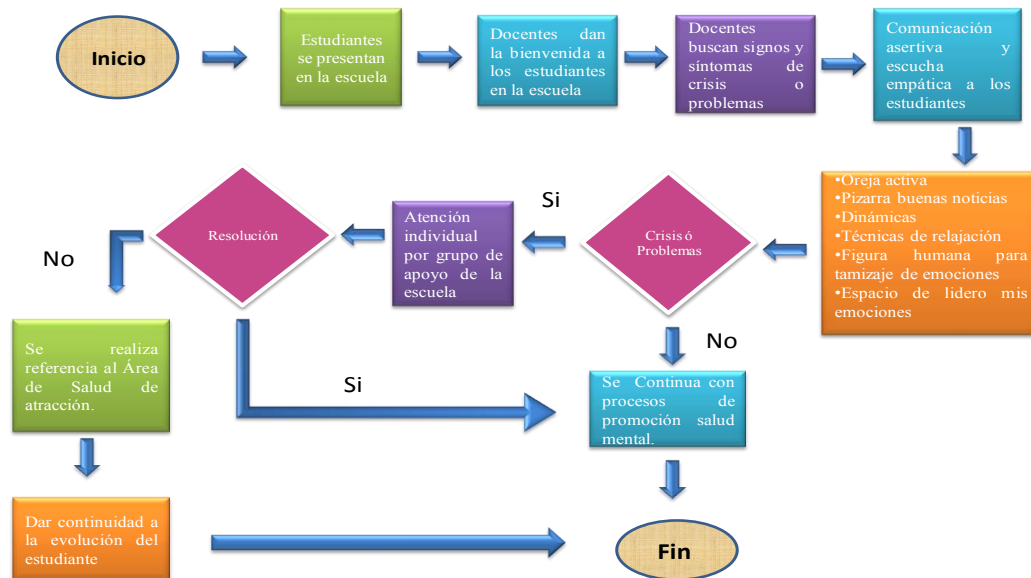 Inicio
Estudiantes
se presentan
en la escuela
Docentes dan
la bienvenida a
los estudiantes
en la escuela
Docentes
buscan signos y
síntomas de
crisis o
problemas
Comunicación
asertiva y
escucha
empática a los
estudiantes
•Oreja activa
•Pizarra buenas noticias
•Dinámicas
•Técnicas de relajación
•Figura humana para
tamizaje de emociones
•Espacio de lidero mis
emociones
Crisis ó
Problemas
Si
Atención
individual
por grupo de
apoyo de la
escuela
Resolución
No
Se realiza
referencia al Área
de Salud de
atracción.
Dar continuidad a
la evolución del
estudiante
Si
No
Se Continua con
procesos de
promoción salud
mental.
Fin